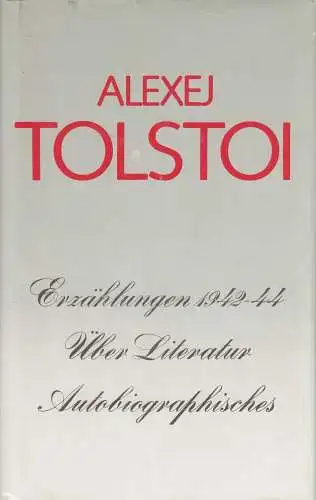 ALEXEJ
TOLSTOI
Erzählungen 1942-44
Über Literatur
Autobiographisches